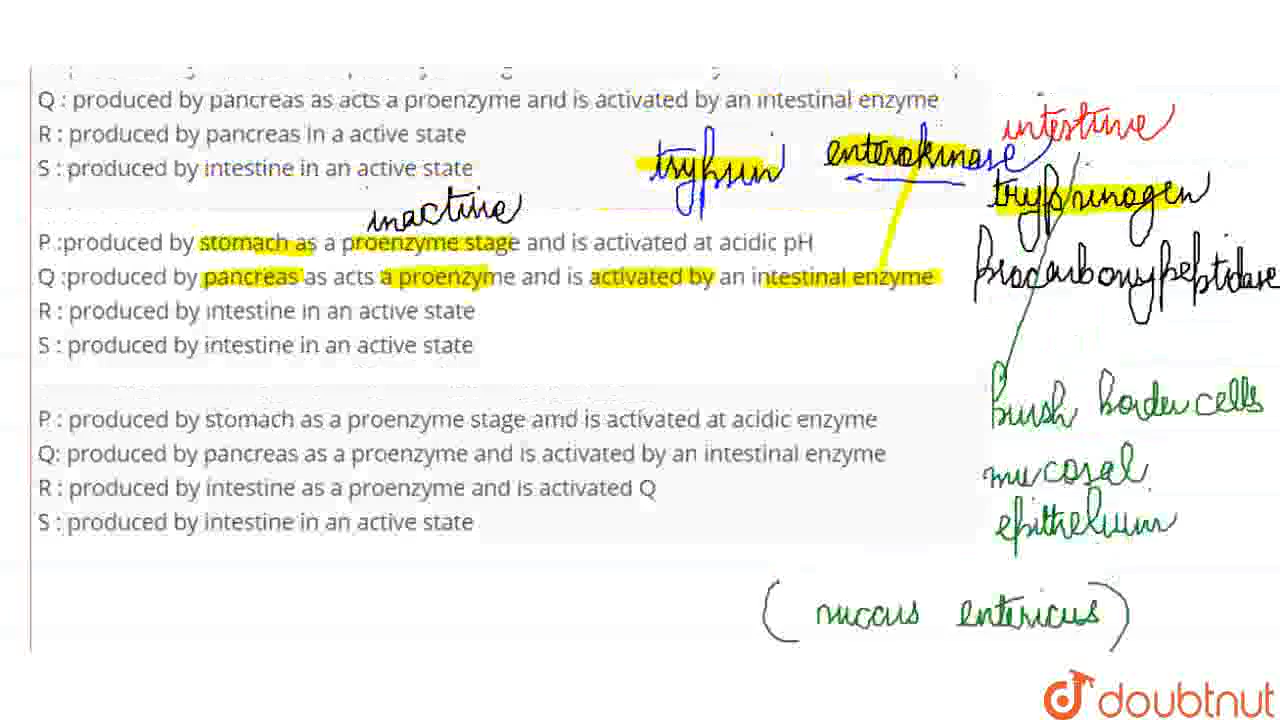 Q : produced by pancreas as acts a proenzyme and is activated by an intestinal enzyme
R : produced by pancreas in a active state
S : produced by intestine in an active state
intestine
trypsin
enterokinase
trypsinogen
inactive
P :produced by stomach as a proenzyme stage and is activated at acidic pH
Q :produced by pancreas as acts a proenzyme and is activated by an intestinal enzyme
procarboxypeptidase
R : produced by intestine in an active state
S : produced by intestine in an active state
brush border cells
P : produced by stomach as a proenzyme stage amd is activated at acidic enzyme
Q: produced by pancreas as a proenzyme and is activated by an intestinal enzyme
mucosal
R : produced by intestine as a proenzyme and is activated Q
S : produced by intestine in an active state
epithelium
(succus entericus)
doubtnut